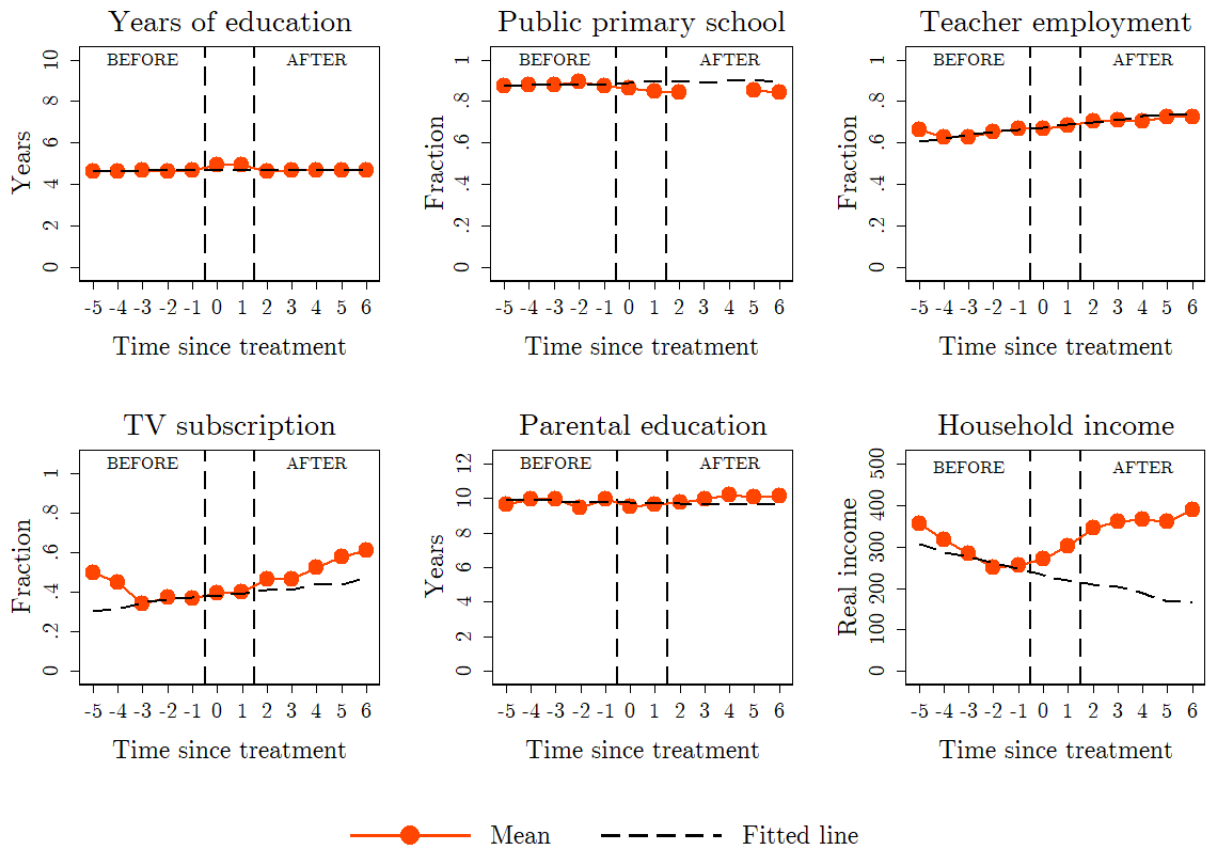 Years of education
Public primary school
Teacher employment
Years
0 2 4 6 8 10
BEFORE AFTER
-5 -4 -3 -2 -1 0 1 2 3 4 5 6
Time since treatment
Fraction
0 .2 .4 .6 .8 1
BEFORE AFTER
-5 -4 -3 -2 -1 0 1 2 3 4 5 6
Time since treatment
Fraction
0 .2 .4 .6 .8 1
BEFORE AFTER
-5 -4 -3 -2 -1 0 1 2 3 4 5 6
Time since treatment
TV subscription
Parental education
Household income
Fraction
0 .2 .4 .6 .8 1
BEFORE AFTER
-5 -4 -3 -2 -1 0 1 2 3 4 5 6
Time since treatment
Years
0 2 4 6 8 10 12
BEFORE AFTER
-5 -4 -3 -2 -1 0 1 2 3 4 5 6
Time since treatment
Real income
0 100 200 300 400 500
BEFORE AFTER
-5 -4 -3 -2 -1 0 1 2 3 4 5 6
Time since treatment
Mean Fitted line